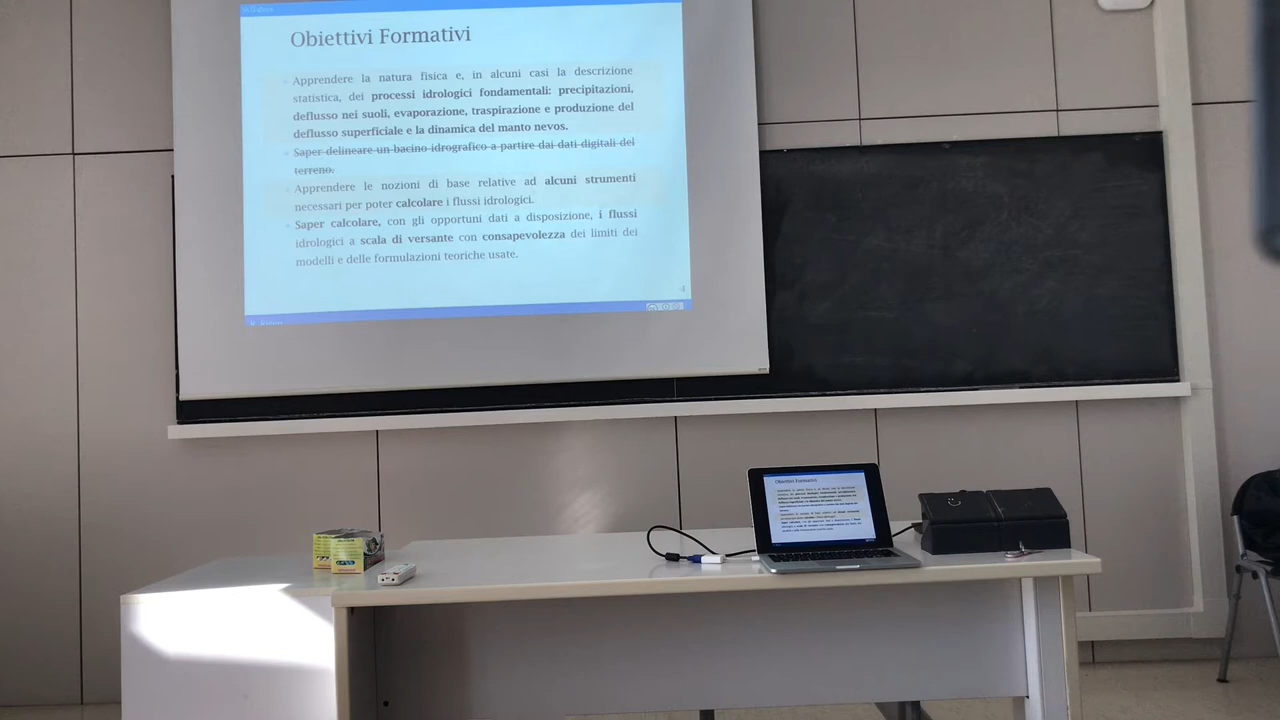 Syllabus
Obiettivi Formativi
Apprendere la natura fisica e, in alcuni casi la descrizione
statistica, dei processi idrologici fondamentali: precipitazioni,
deflusso nei suoli, evaporazione, traspirazione e produzione del
deflusso superficiale e la dinamica del manto nevos.
Saper delineare un bacino idrografico a partire dai dati digitali del
terreno.
Apprendere le nozioni di base relative ad alcuni strumenti
necessari per poter calcolare i flussi idrologici.
Saper calcolare, con gli opportuni dati a disposizione, i flussi
idrologici a scala di versante con consapevolezza dei limiti dei
modelli e delle formulazioni teoriche usate.
4
Obiettivi Formativi